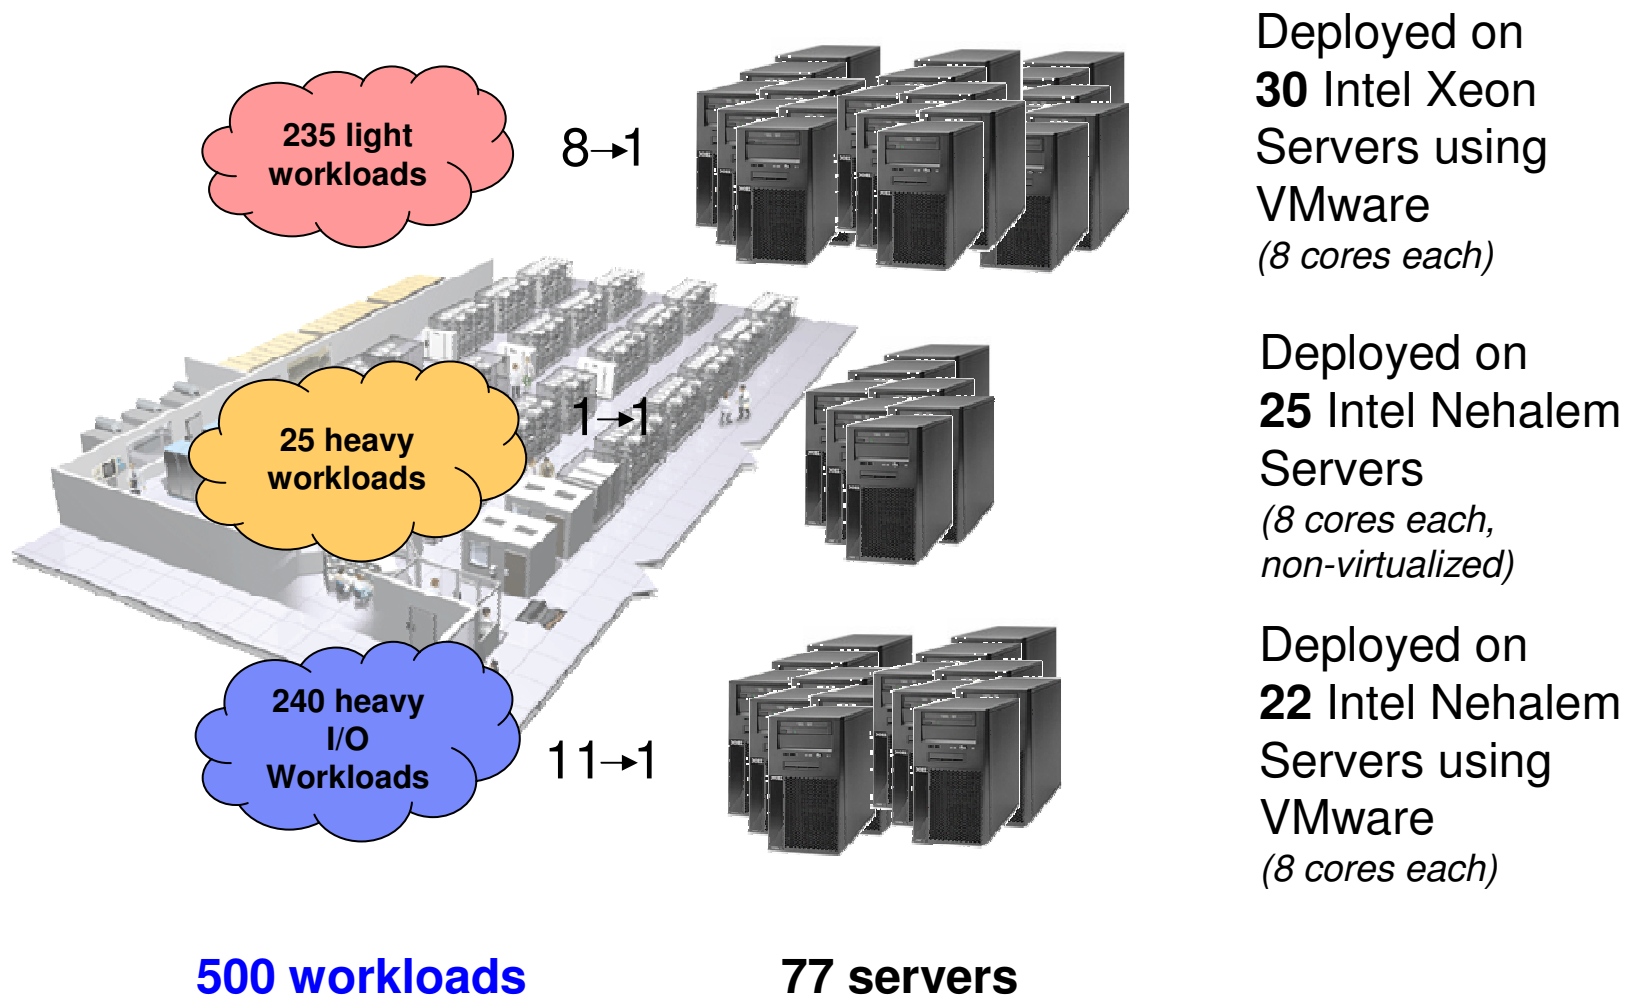 235 light
workloads
8→1
Deployed on
30 Intel Xeon
Servers using
VMware
(8 cores each)
25 heavy
workloads
1→1
Deployed on
25 Intel Nehalem
Servers
(8 cores each,
non-virtualized)
240 heavy
I/O
Workloads
11→1
Deployed on
22 Intel Nehalem
Servers using
VMware
(8 cores each)
500 workloads
77 servers